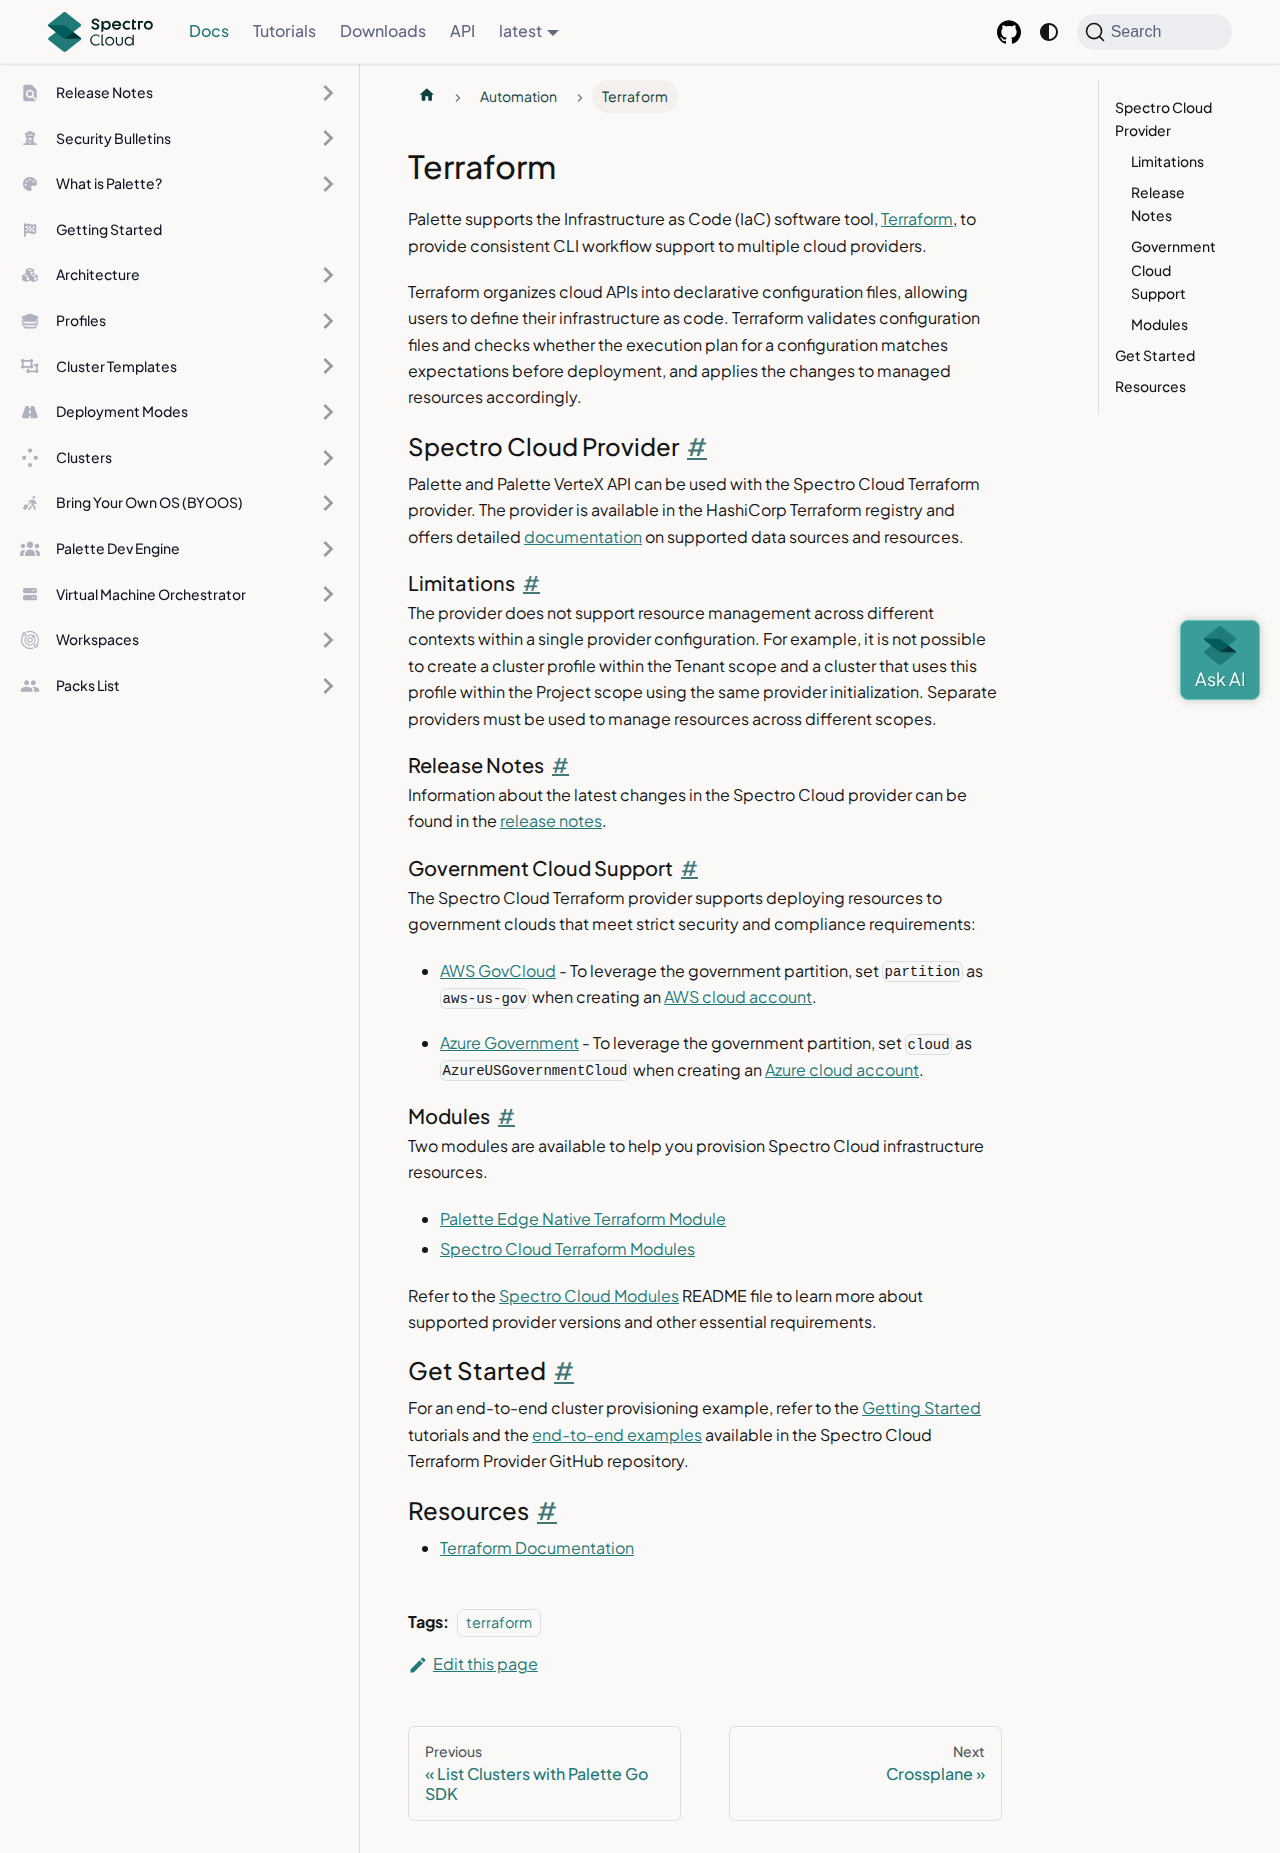 Spectro Cloud
Docs
Tutorials
Downloads
API
latest
Search
Release Notes
Security Bulletins
What is Palette?
Getting Started
Architecture
Profiles
Cluster Templates
Deployment Modes
Clusters
Bring Your Own OS (BYOOS)
Palette Dev Engine
Virtual Machine Orchestrator
Workspaces
Packs List
Automation
Terraform
Terraform
Palette supports the Infrastructure as Code (IaC) software tool, Terraform, to
provide consistent CLI workflow support to multiple cloud providers.
Terraform organizes cloud APIs into declarative configuration files, allowing
users to define their infrastructure as code. Terraform validates configuration
files and checks whether the execution plan for a configuration matches
expectations before deployment, and applies the changes to managed
resources accordingly.
Spectro Cloud Provider #
Palette and Palette VerteX API can be used with the Spectro Cloud Terraform
provider. The provider is available in the HashiCorp Terraform registry and
offers detailed documentation on supported data sources and resources.
Limitations #
The provider does not support resource management across different
contexts within a single provider configuration. For example, it is not possible
to create a cluster profile within the Tenant scope and a cluster that uses this
profile within the Project scope using the same provider initialization. Separate
providers must be used to manage resources across different scopes.
Release Notes #
Information about the latest changes in the Spectro Cloud provider can be
found in the release notes.
Government Cloud Support #
The Spectro Cloud Terraform provider supports deploying resources to
government clouds that meet strict security and compliance requirements:
AWS GovCloud - To leverage the government partition, set partition as
aws-us-gov when creating an AWS cloud account.
Azure Government - To leverage the government partition, set cloud as
AzureUSGovernmentCloud when creating an Azure cloud account.
Modules #
Two modules are available to help you provision Spectro Cloud infrastructure
resources.
Palette Edge Native Terraform Module
Spectro Cloud Terraform Modules
Refer to the Spectro Cloud Modules README file to learn more about
supported provider versions and other essential requirements.
Get Started #
For an end-to-end cluster provisioning example, refer to the Getting Started
tutorials and the end-to-end examples available in the Spectro Cloud
Terraform Provider GitHub repository.
Resources #
Terraform Documentation
Tags: terraform
Edit this page
Previous
« List Clusters with Palette Go
SDK
Next
Crossplane »
Spectro Cloud
Provider
Limitations
Release
Notes
Government
Cloud
Support
Modules
Get Started
Resources
Ask AI